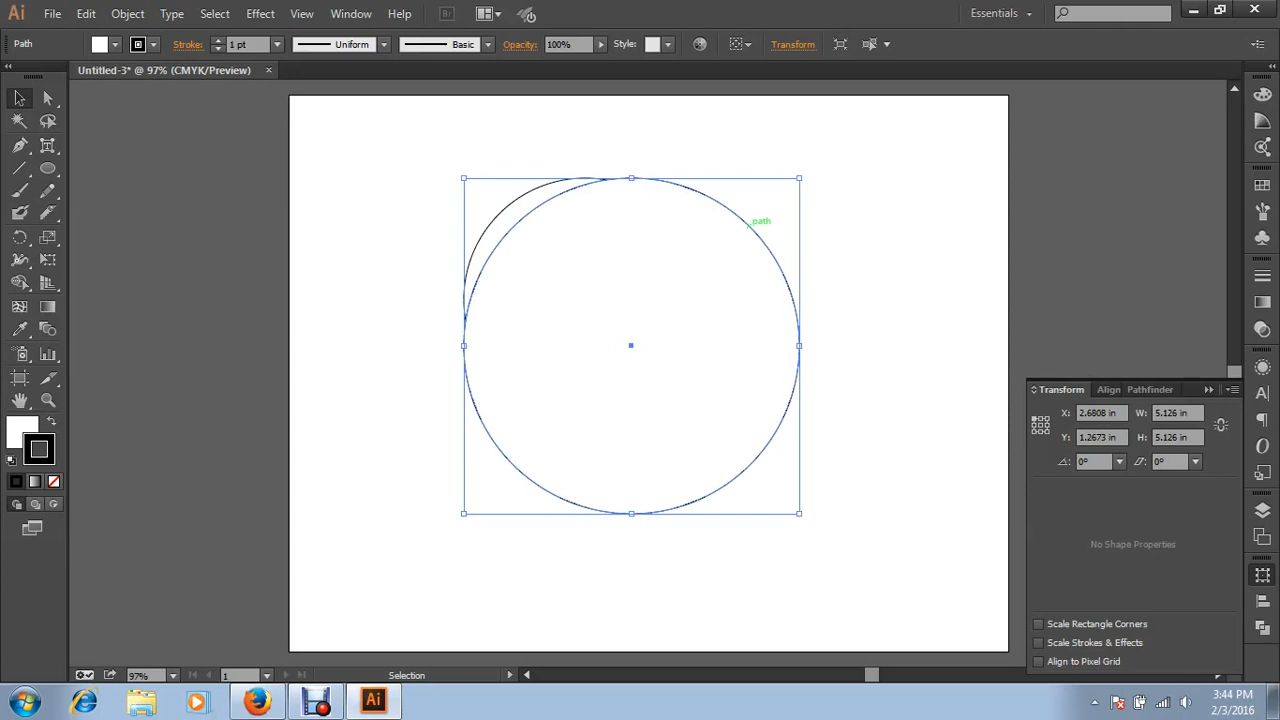 Ai File Edit Object Type Select Effect View Window Help Br Essentials
Path Stroke: 1 pt Uniform Basic Opacity: 100% Style: Transform
Untitled-3* @ 97% (CMYK/Preview)
path
Transform Align Pathfinder
X: 2.6808 in W: 5.126 in
Y: 1.2673 in H: 5.126 in
0° 0°
No Shape Properties
Scale Rectangle Corners
Scale Strokes & Effects
Align to Pixel Grid
97% 1 Selection
Ai
3:44 PM
2/3/2016